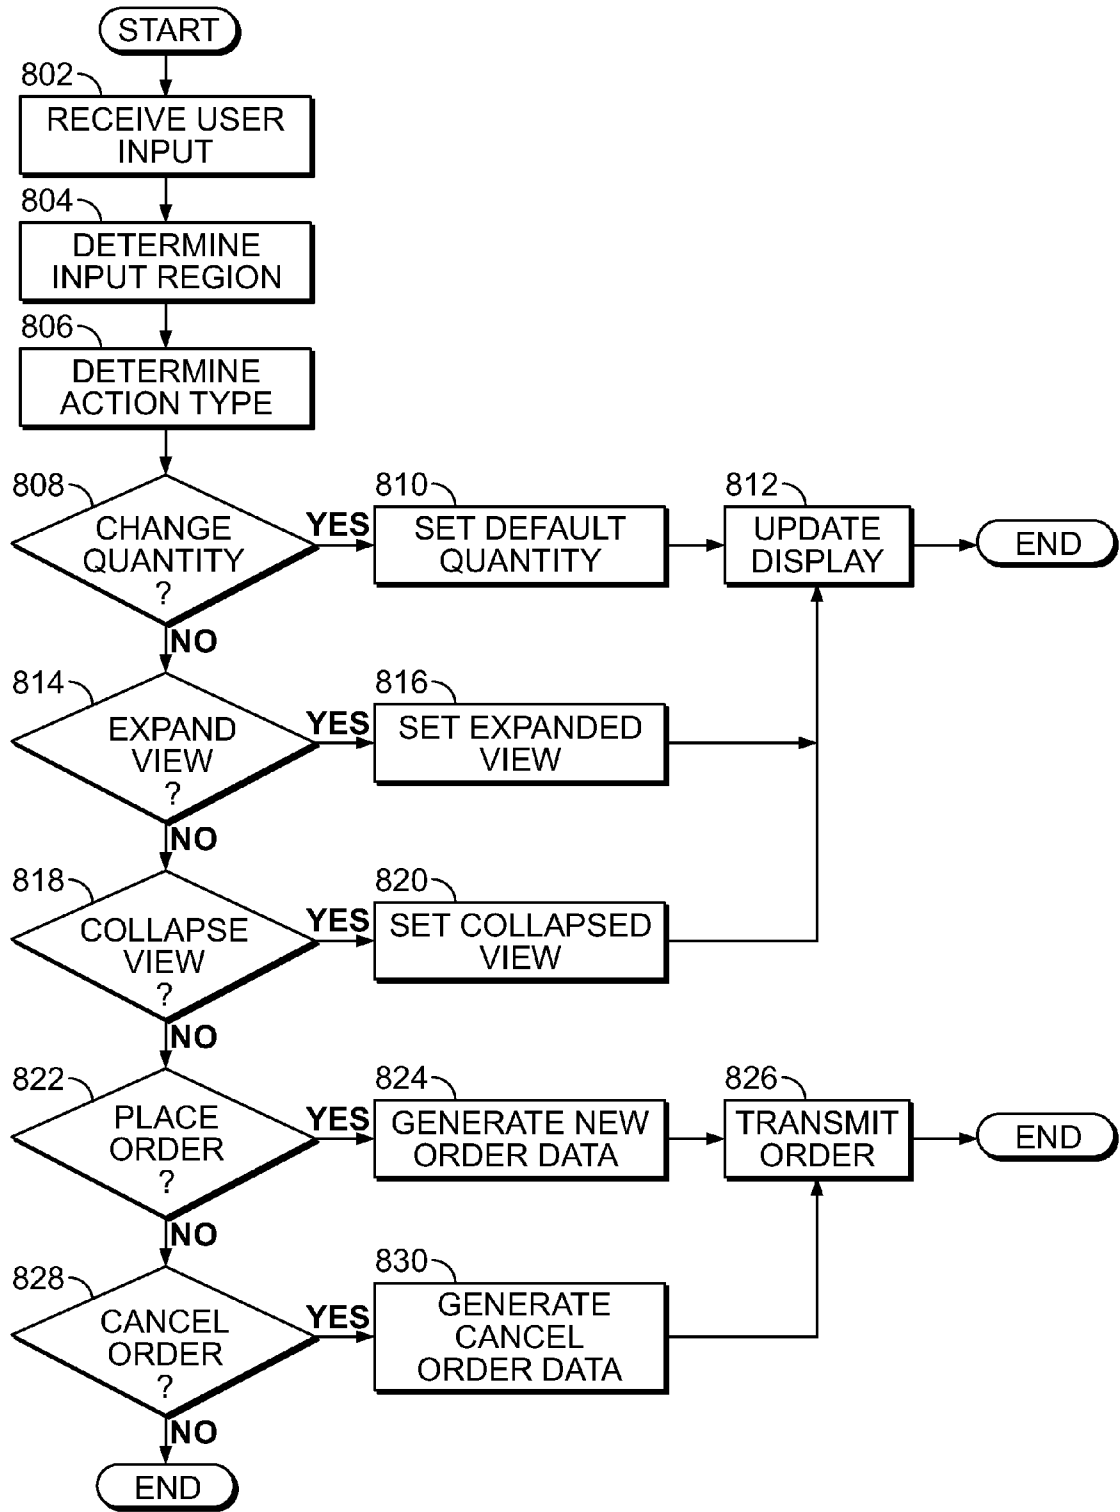 START
802
RECEIVE USER
INPUT
804
DETERMINE
INPUT REGION
806
DETERMINE
ACTION TYPE
808
CHANGE
QUANTITY
?
YES
810
SET DEFAULT
QUANTITY
812
UPDATE
DISPLAY
END
NO
814
EXPAND
VIEW
?
YES
816
SET EXPANDED
VIEW
NO
818
COLLAPSE
VIEW
?
YES
820
SET COLLAPSED
VIEW
NO
822
PLACE
ORDER
?
YES
824
GENERATE NEW
ORDER DATA
826
TRANSMIT
ORDER
END
NO
828
CANCEL
ORDER
?
YES
830
GENERATE
CANCEL
ORDER DATA
NO
END